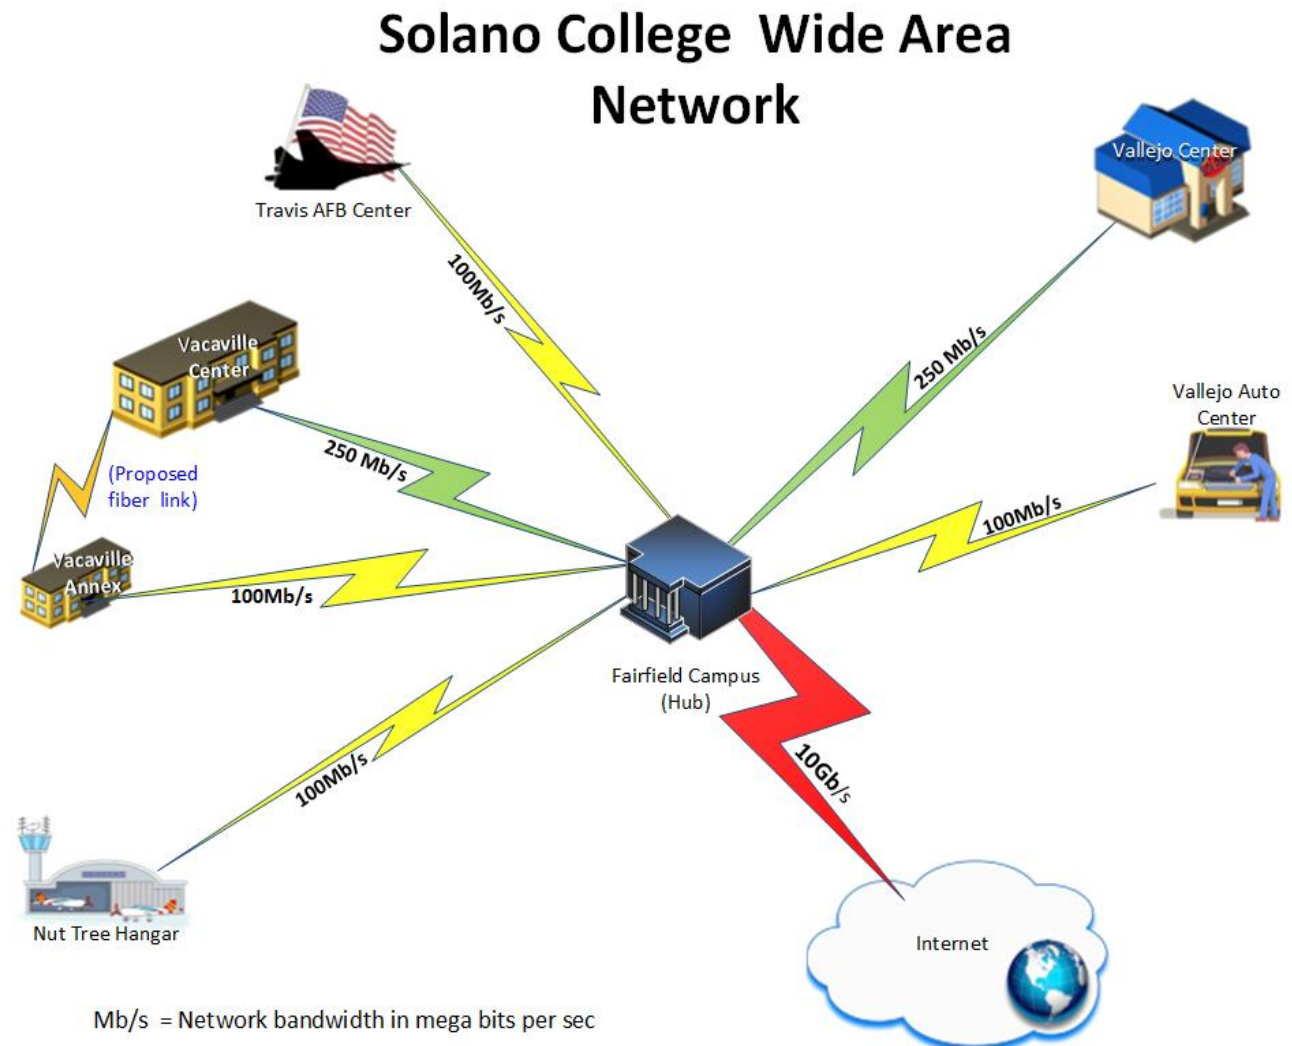 Solano College  Wide Area
Network
Travis AFB Center
Vallejo Center
100Mb/s
250 Mb/s
Vacaville
Center
Vallejo Auto
Center
250 Mb/s
(Proposed
fiber link)
100Mb/s
Vacaville
Annex
100Mb/s
Fairfield Campus
(Hub)
100Mb/s
10Gb/s
Nut Tree Hangar
Internet
Mb/s = Network bandwidth in mega bits per sec